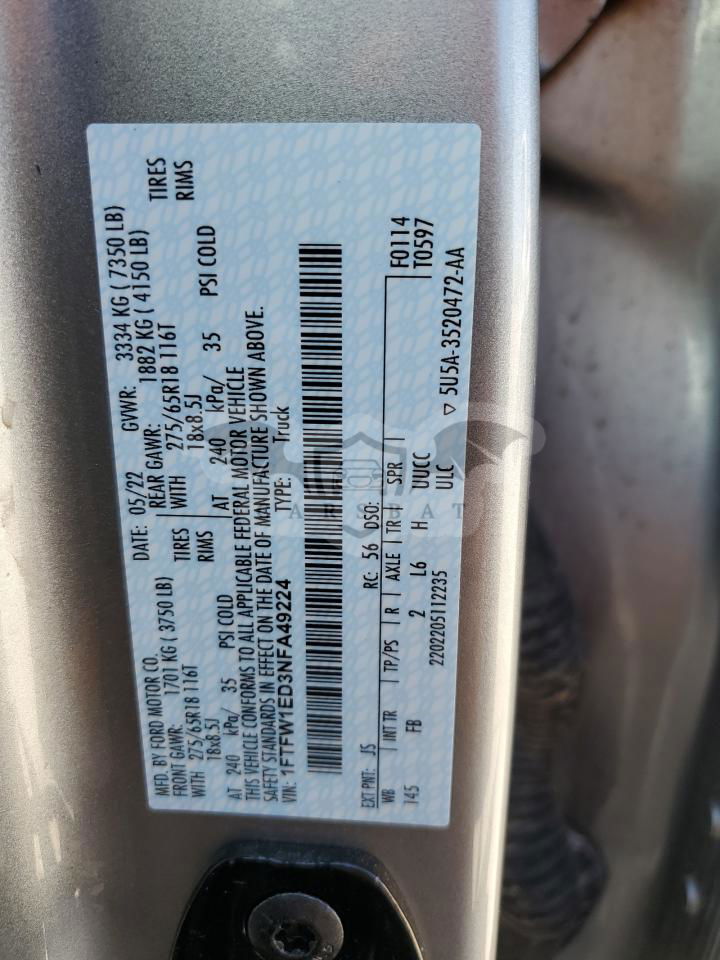 MFD. BY FORD MOTOR CO. DATE: 05/22 GVWR: 3334 KG ( 7350 LB)
FRONT GAWR: 1701 KG ( 3750 LB) REAR GAWR: 1882 KG ( 4150 LB)
WITH 275/65R18 116T TIRES WITH 275/65R18 116T TIRES
18x8.5J RIMS 18x8.5J RIMS
AT 240 kPa/ 35 PSI COLD AT 240 kPa/ 35 PSI COLD
THIS VEHICLE CONFORMS TO ALL APPLICABLE FEDERAL MOTOR VEHICLE
SAFETY STANDARDS IN EFFECT ON THE DATE OF MANUFACTURE SHOWN ABOVE.
VIN: 1FTFW1ED3NFA49224 TYPE: Truck
EXT PNT: JS RC: 56 DSO: F0114
WB INT TR TP/PS R AXLE TR SPR T0597
145 FB 2 L6 H UUCC
2202205112235 ULC ▽ 5U5A-3520472-AA
ARSBAT